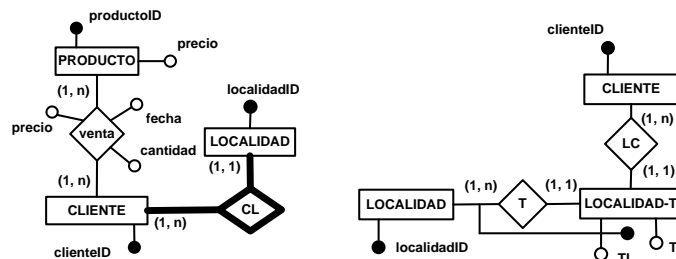 productoID
PRODUCTO
precio
(1, n)
fecha
precio
venta
cantidad
(1, n)
CLIENTE
(1, n)
clienteID
localidadID
LOCALIDAD
(1, 1)
CL
clienteID
CLIENTE
(1, n)
LC
(1, 1)
LOCALIDAD
(1, n)
T
(1, 1)
LOCALIDAD-T
localidadID